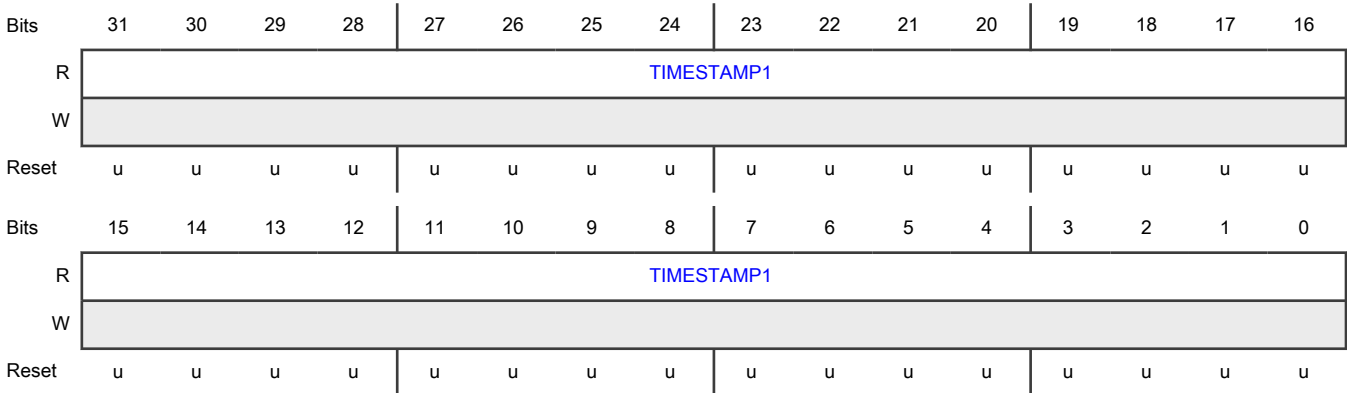 Bits 31 30 29 28 27 26 25 24 23 22 21 20 19 18 17 16
R TIMESTAMP1
W
Reset u u u u u u u u u u u u u u u u
Bits 15 14 13 12 11 10 9 8 7 6 5 4 3 2 1 0
R TIMESTAMP1
W
Reset u u u u u u u u u u u u u u u u